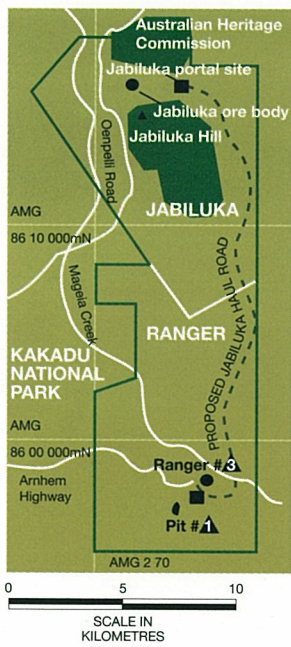 Australian Heritage
Commission
Jabiluka portal site
Jabiluka ore body
Jabiluka Hill
Oenpelli Road
JABILUKA
AMG
86 10 000mN
Mageia Creek
PROPOSED JABILUKA HAUL ROAD
RANGER
KAKADU
NATIONAL
PARK
AMG
86 00 000mN
Ranger # 3
Arnhem
Highway
Pit # 1
AMG 2 70
0 5 10
SCALE IN
KILOMETRES